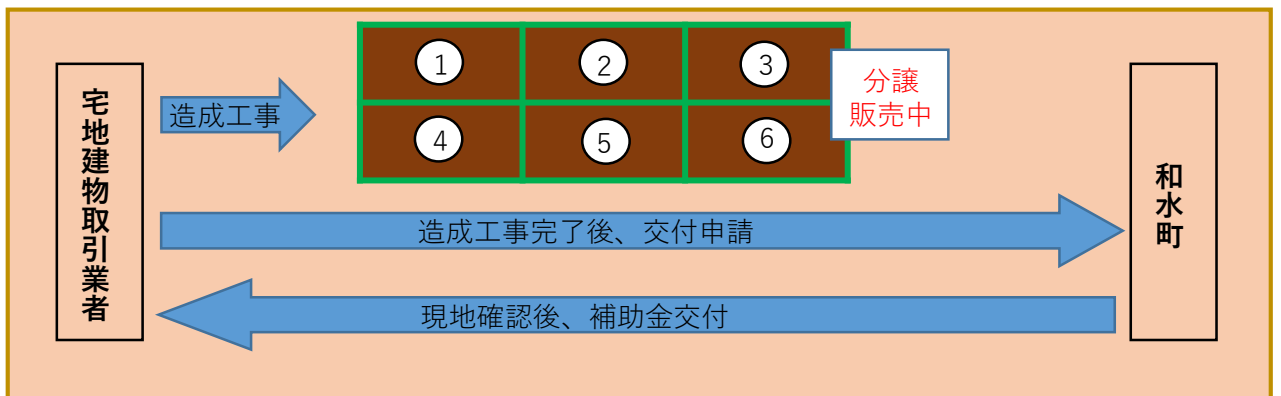 宅地建物取引業者
造成工事
①
②
③
④
⑤
⑥
分譲
販売中
造成工事完了後、交付申請
現地確認後、補助金交付
和水町